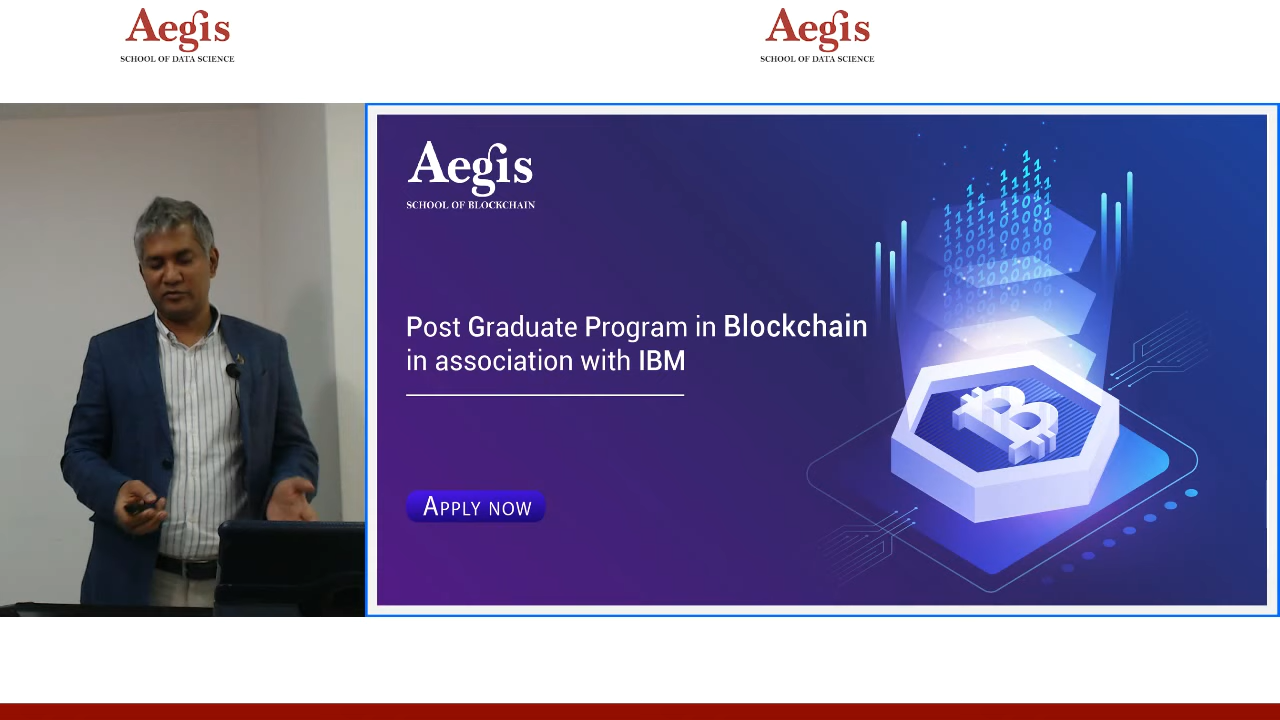 Aegis
SCHOOL OF DATA SCIENCE
Aegis
SCHOOL OF DATA SCIENCE
Aegis
SCHOOL OF BLOCKCHAIN
Post Graduate Program in Blockchain
in association with IBM
APPLY NOW